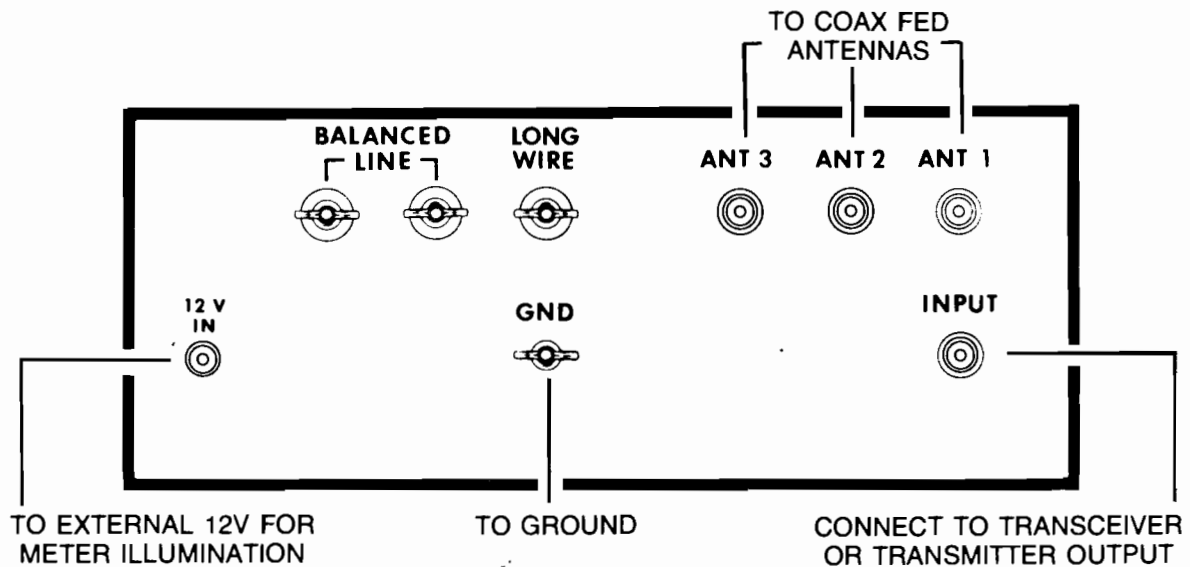 TO COAX FED
ANTENNAS
BALANCED
LINE
LONG
WIRE
ANT 3
ANT 2
ANT 1
12 V
IN
GND
INPUT
TO EXTERNAL 12V FOR
METER ILLUMINATION
TO GROUND
CONNECT TO TRANSCEIVER
OR TRANSMITTER OUTPUT